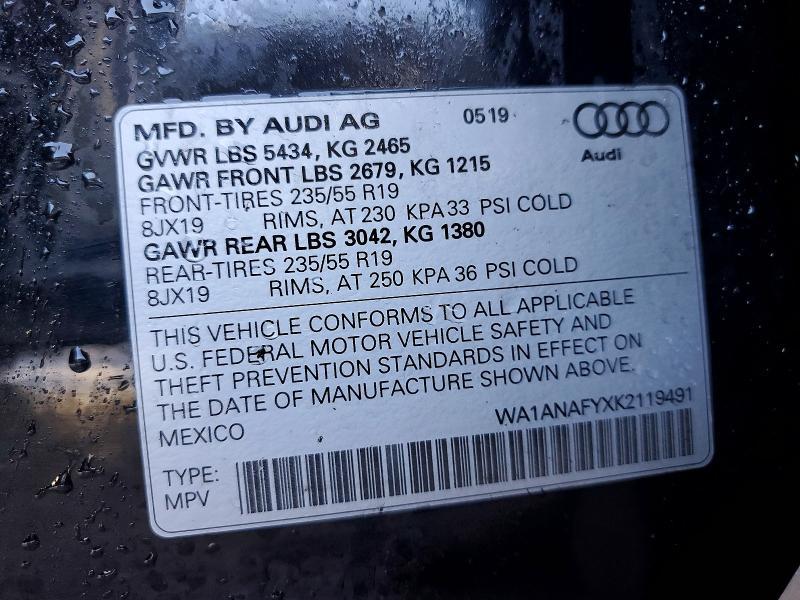 MFD. BY AUDI AG 0519
Audi
GVWR LBS 5434, KG 2465
GAWR FRONT LBS 2679, KG 1215
FRONT-TIRES 235/55 R19
8JX19 RIMS, AT 230 KPA 33 PSI COLD
GAWR REAR LBS 3042, KG 1380
REAR-TIRES 235/55 R19
8JX19 RIMS, AT 250 KPA 36 PSI COLD
THIS VEHICLE CONFORMS TO ALL APPLICABLE
U.S. FEDERAL MOTOR VEHICLE SAFETY AND
THEFT PREVENTION STANDARDS IN EFFECT ON
THE DATE OF MANUFACTURE SHOWN ABOVE.
MEXICO WA1ANAFYXK2119491
TYPE:
MPV